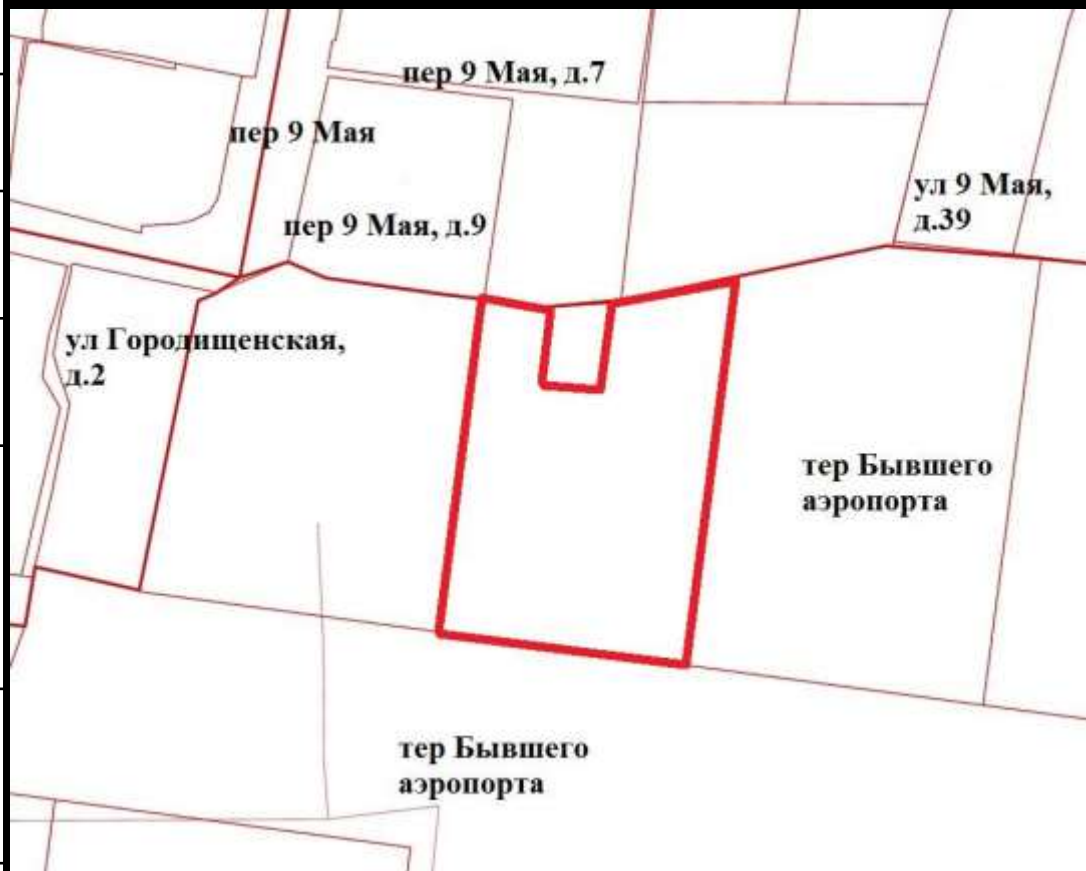 пер 9 Мая, д.7
пер 9 Мая
ул 9 Мая,
д.39
пер 9 Мая, д.9
ул Городищенская,
д.2
тер Бывшего
аэропорта
тер Бывшего
аэропорта